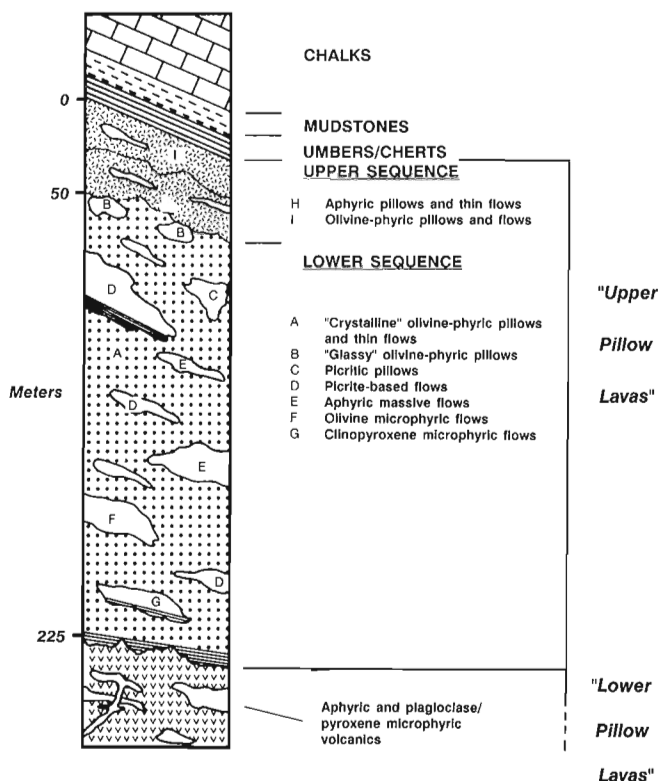 CHALKS
0
MUDSTONES
UMBERS/CHERTS
UPPER SEQUENCE
I
50
H Aphyric pillows and thin flows
I Olivine-phyric pillows and flows
B
B
LOWER SEQUENCE
D
C
"Upper
A "Crystalline" olivine-phyric pillows
and thin flows
A
Pillow
B "Glassy" olivine-phyric pillows
E
C Picritic pillows
D Picrite-based flows
Meters
Lavas"
D
E Aphyric massive flows
F Olivine microphyric flows
G Clinopyroxene microphyric flows
E
F
D
G
225
"Lower
Aphyric and plagioclase/
pyroxene microphyric
volcanics
Pillow
Lavas"